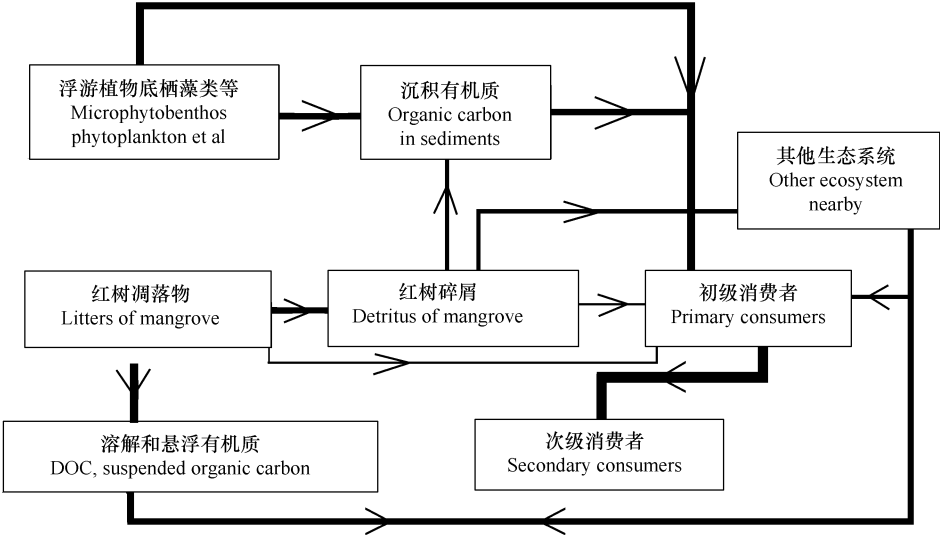 浮游植物底栖藻类等
Microphytobenthos
phytoplankton et al
沉积有机质
Organic carbon
in sediments
其他生态系统
Other ecosystem
nearby
红树凋落物
Litters of mangrove
红树碎屑
Detritus of mangrove
初级消费者
Primary consumers
溶解和悬浮有机质
DOC, suspended organic carbon
次级消费者
Secondary consumers